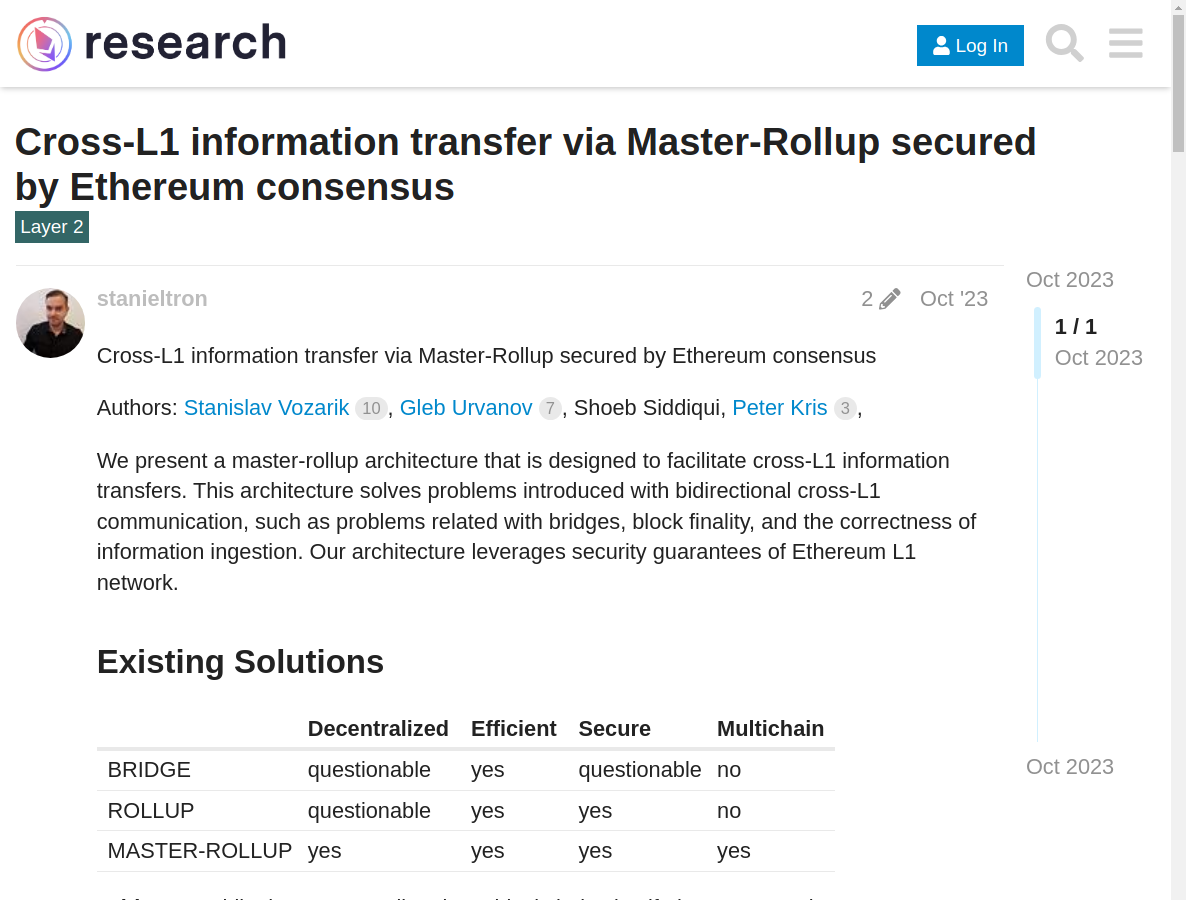 research
Log In
Cross-L1 information transfer via Master-Rollup secured
by Ethereum consensus
Layer 2
stanieltron
2
Oct '23
Oct 2023
1 / 1
Oct 2023
Cross-L1 information transfer via Master-Rollup secured by Ethereum consensus
Authors: Stanislav Vozarik 10, Gleb Urvanov 7, Shoeb Siddiqui, Peter Kris 3,
We present a master-rollup architecture that is designed to facilitate cross-L1 information
transfers. This architecture solves problems introduced with bidirectional cross-L1
communication, such as problems related with bridges, block finality, and the correctness of
information ingestion. Our architecture leverages security guarantees of Ethereum L1
network.
Existing Solutions
Decentralized Efficient Secure Multichain
BRIDGE questionable yes questionable no
ROLLUP questionable yes yes no
MASTER-ROLLUP yes yes yes yes
Oct 2023